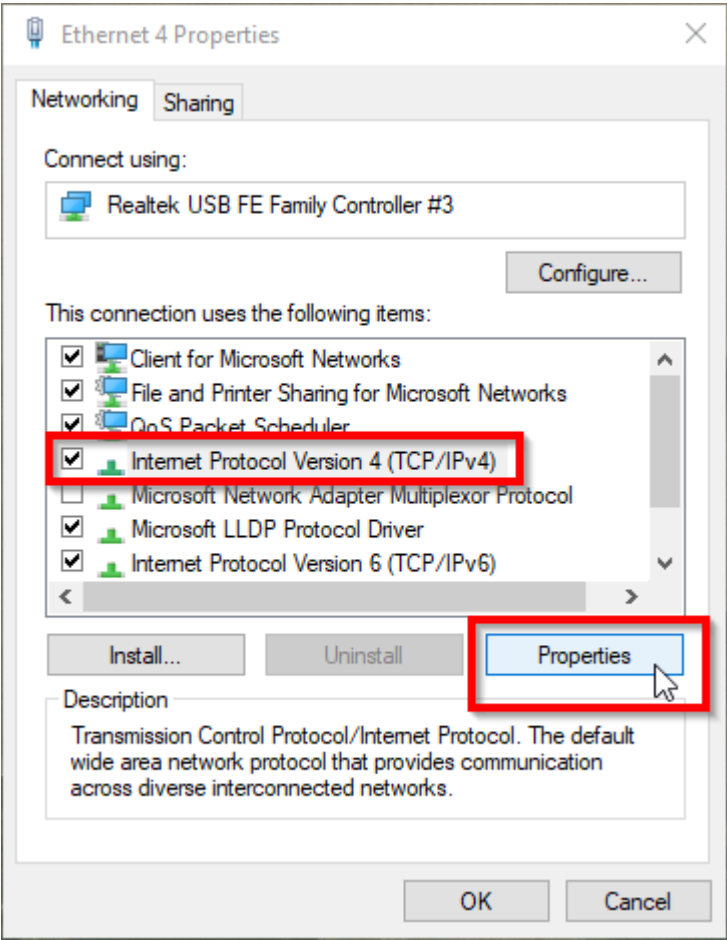 Ethernet 4 Properties
Networking
Sharing
Connect using:
Realtek USB FE Family Controller #3
Configure...
This connection uses the following items:
Client for Microsoft Networks
File and Printer Sharing for Microsoft Networks
QoS Packet Scheduler
Internet Protocol Version 4 (TCP/IPv4)
Microsoft Network Adapter Multiplexor Protocol
Microsoft LLDP Protocol Driver
Internet Protocol Version 6 (TCP/IPv6)
Install...
Uninstall
Properties
Description
Transmission Control Protocol/Internet Protocol. The default
wide area network protocol that provides communication
across diverse interconnected networks.
OK
Cancel